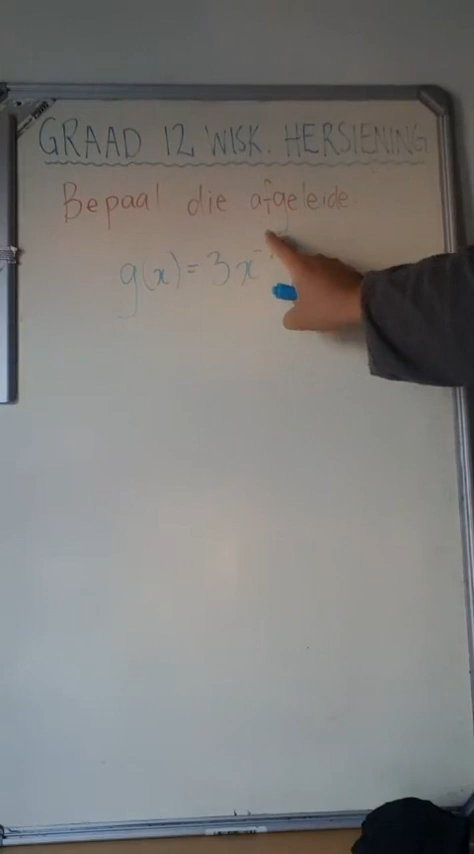 GRAAD 12 WISK. HERSIENING
Bepaal die afgeleide
g(x) = 3x⁻